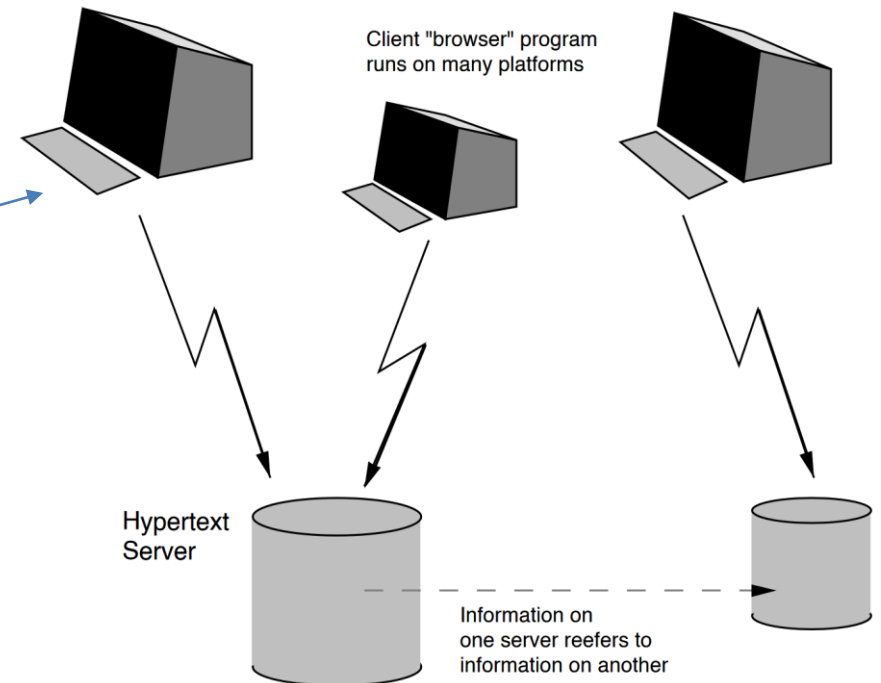 Client "browser" program
runs on many platforms
Hypertext
Server
Information on
one server reefers to
information on another